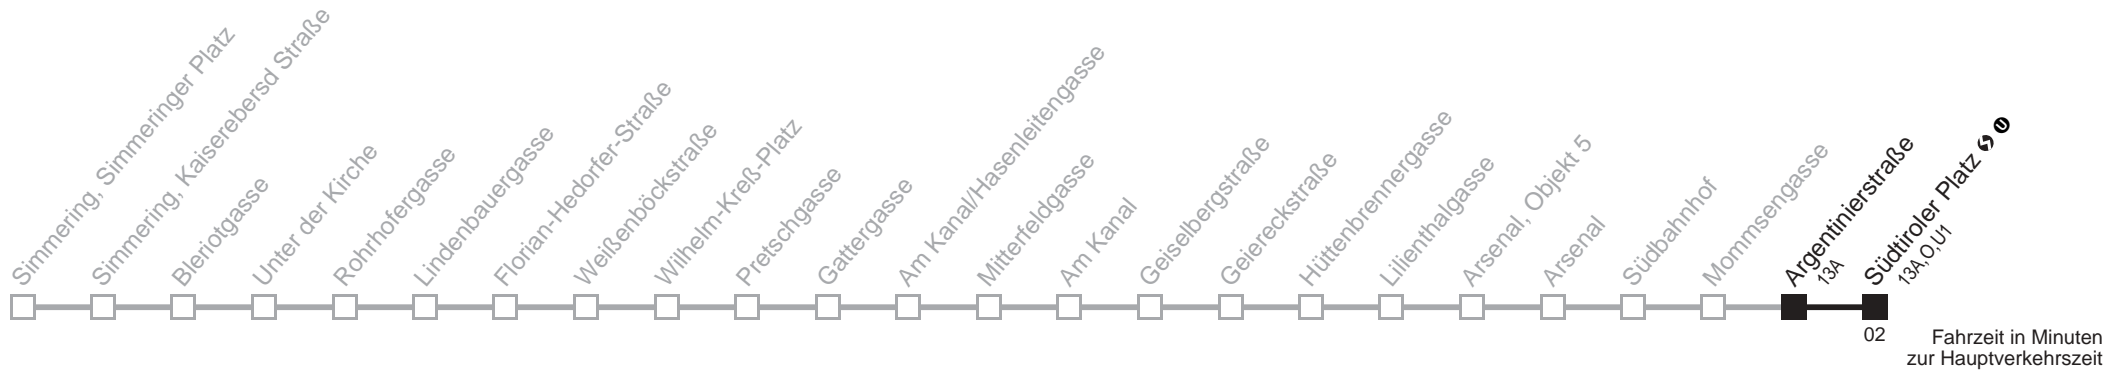 Simmering, Simmeringer Platz
Simmering, Kaiserebersd Straße
Bleriotgasse
Unter der Kirche
Rohrhofergasse
Lindenbauergasse
Florian-Hedorfer-Straße
Weißenböckstraße
Wilhelm-Kreß-Platz
Pretschgasse
Gattergasse
Am Kanal/Hasenleitengasse
Mitterfeldgasse
Am Kanal
Geiselbergstraße
Geiereckstraße
Hüttenbrennergasse
Lilienthalgasse
Arsenal, Objekt 5
Arsenal
Südbahnhof
Mommsengasse
Argentinierstraße
13A
Südtiroler Platz S U
13A,O,U1
02
Fahrzeit in Minuten
zur Hauptverkehrszeit